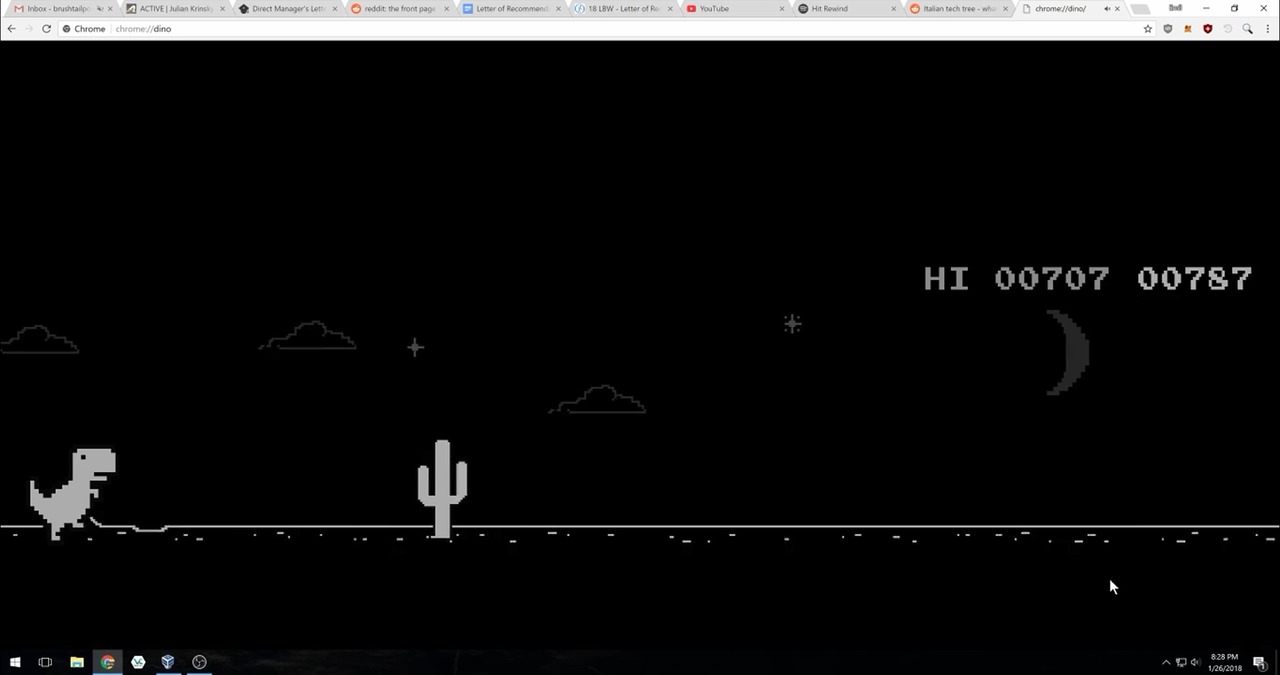 Inbox - brushtailpo
ACTIVE | Julian Krinsky
Direct Manager's Lette
reddit: the front page
Letter of Recommend
18 LBW - Letter of Re
YouTube
Hit Rewind
Italian tech tree - wha
chrome://dino/
Chrome chrome://dino
HI 00707 00787
8:28 PM
1/26/2018